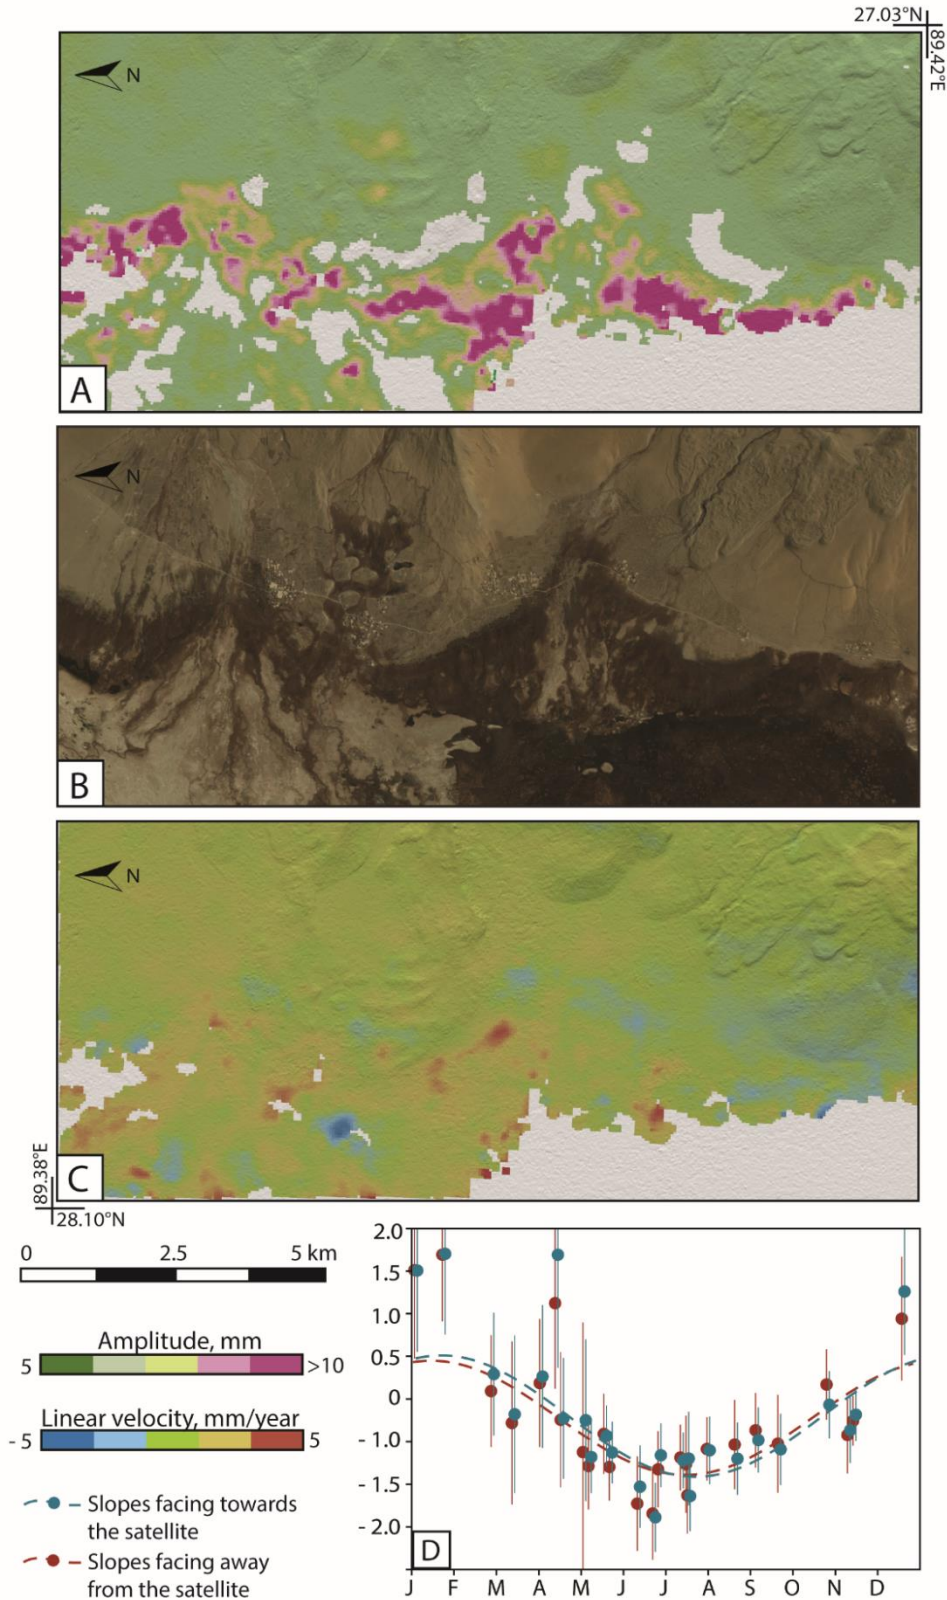 27.03°N
89.42°E
N
A
N
B
N
C
89.38°E
28.10°N
0 2.5 5 km
Amplitude, mm
5 >10
Linear velocity, mm/year
- 5 5
Slopes facing towards
the satellite
Slopes facing away
from the satellite
2.0
1.5
1.0
0.5
0
- 0.5
- 1.0
- 1.5
- 2.0
D
J F M A M J J A S O N D